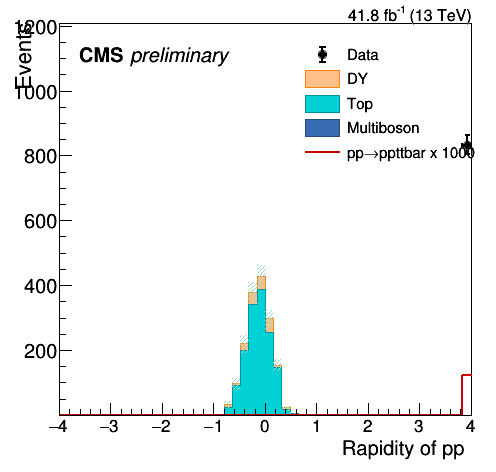 41.8 fb⁻¹ (13 TeV)
CMS preliminary
Events
Data
DY
Top
Multiboson
pp→ppttbar x 1000
1200
1000
800
600
400
200
−4 −3 −2 −1 0 1 2 3 4
Rapidity of pp